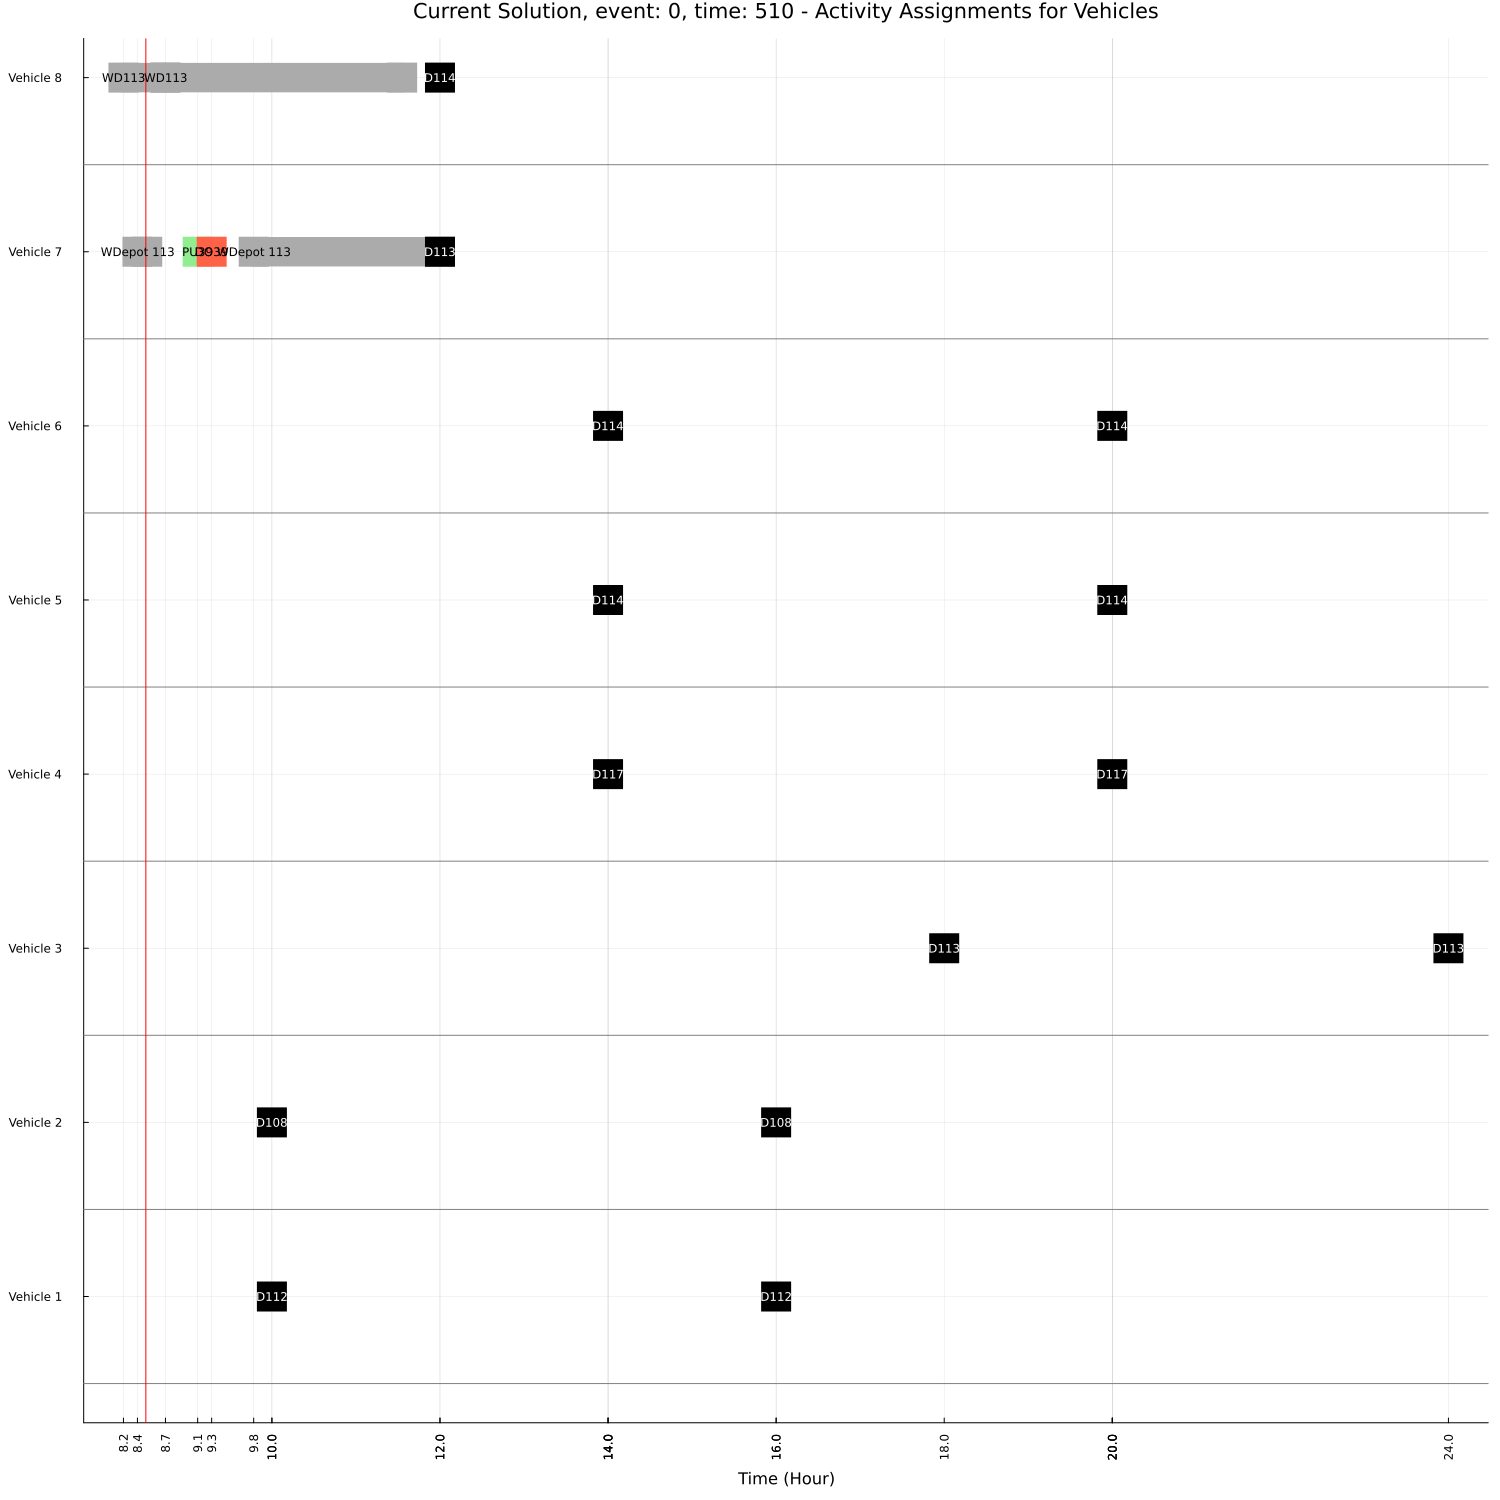 Current Solution, event: 0, time: 510 - Activity Assignments for Vehicles
Vehicle 8
WD113
WD113
D114
Vehicle 7
WDepot 113
WDepot 113
D113
Vehicle 6
D114
D114
Vehicle 5
D114
D114
Vehicle 4
D117
D117
Vehicle 3
D113
D113
Vehicle 2
D108
D108
Vehicle 1
D112
D112
8.2
8.4
8.7
9.1
9.3
9.8
10.0
12.0
14.0
16.0
18.0
20.0
24.0
Time (Hour)